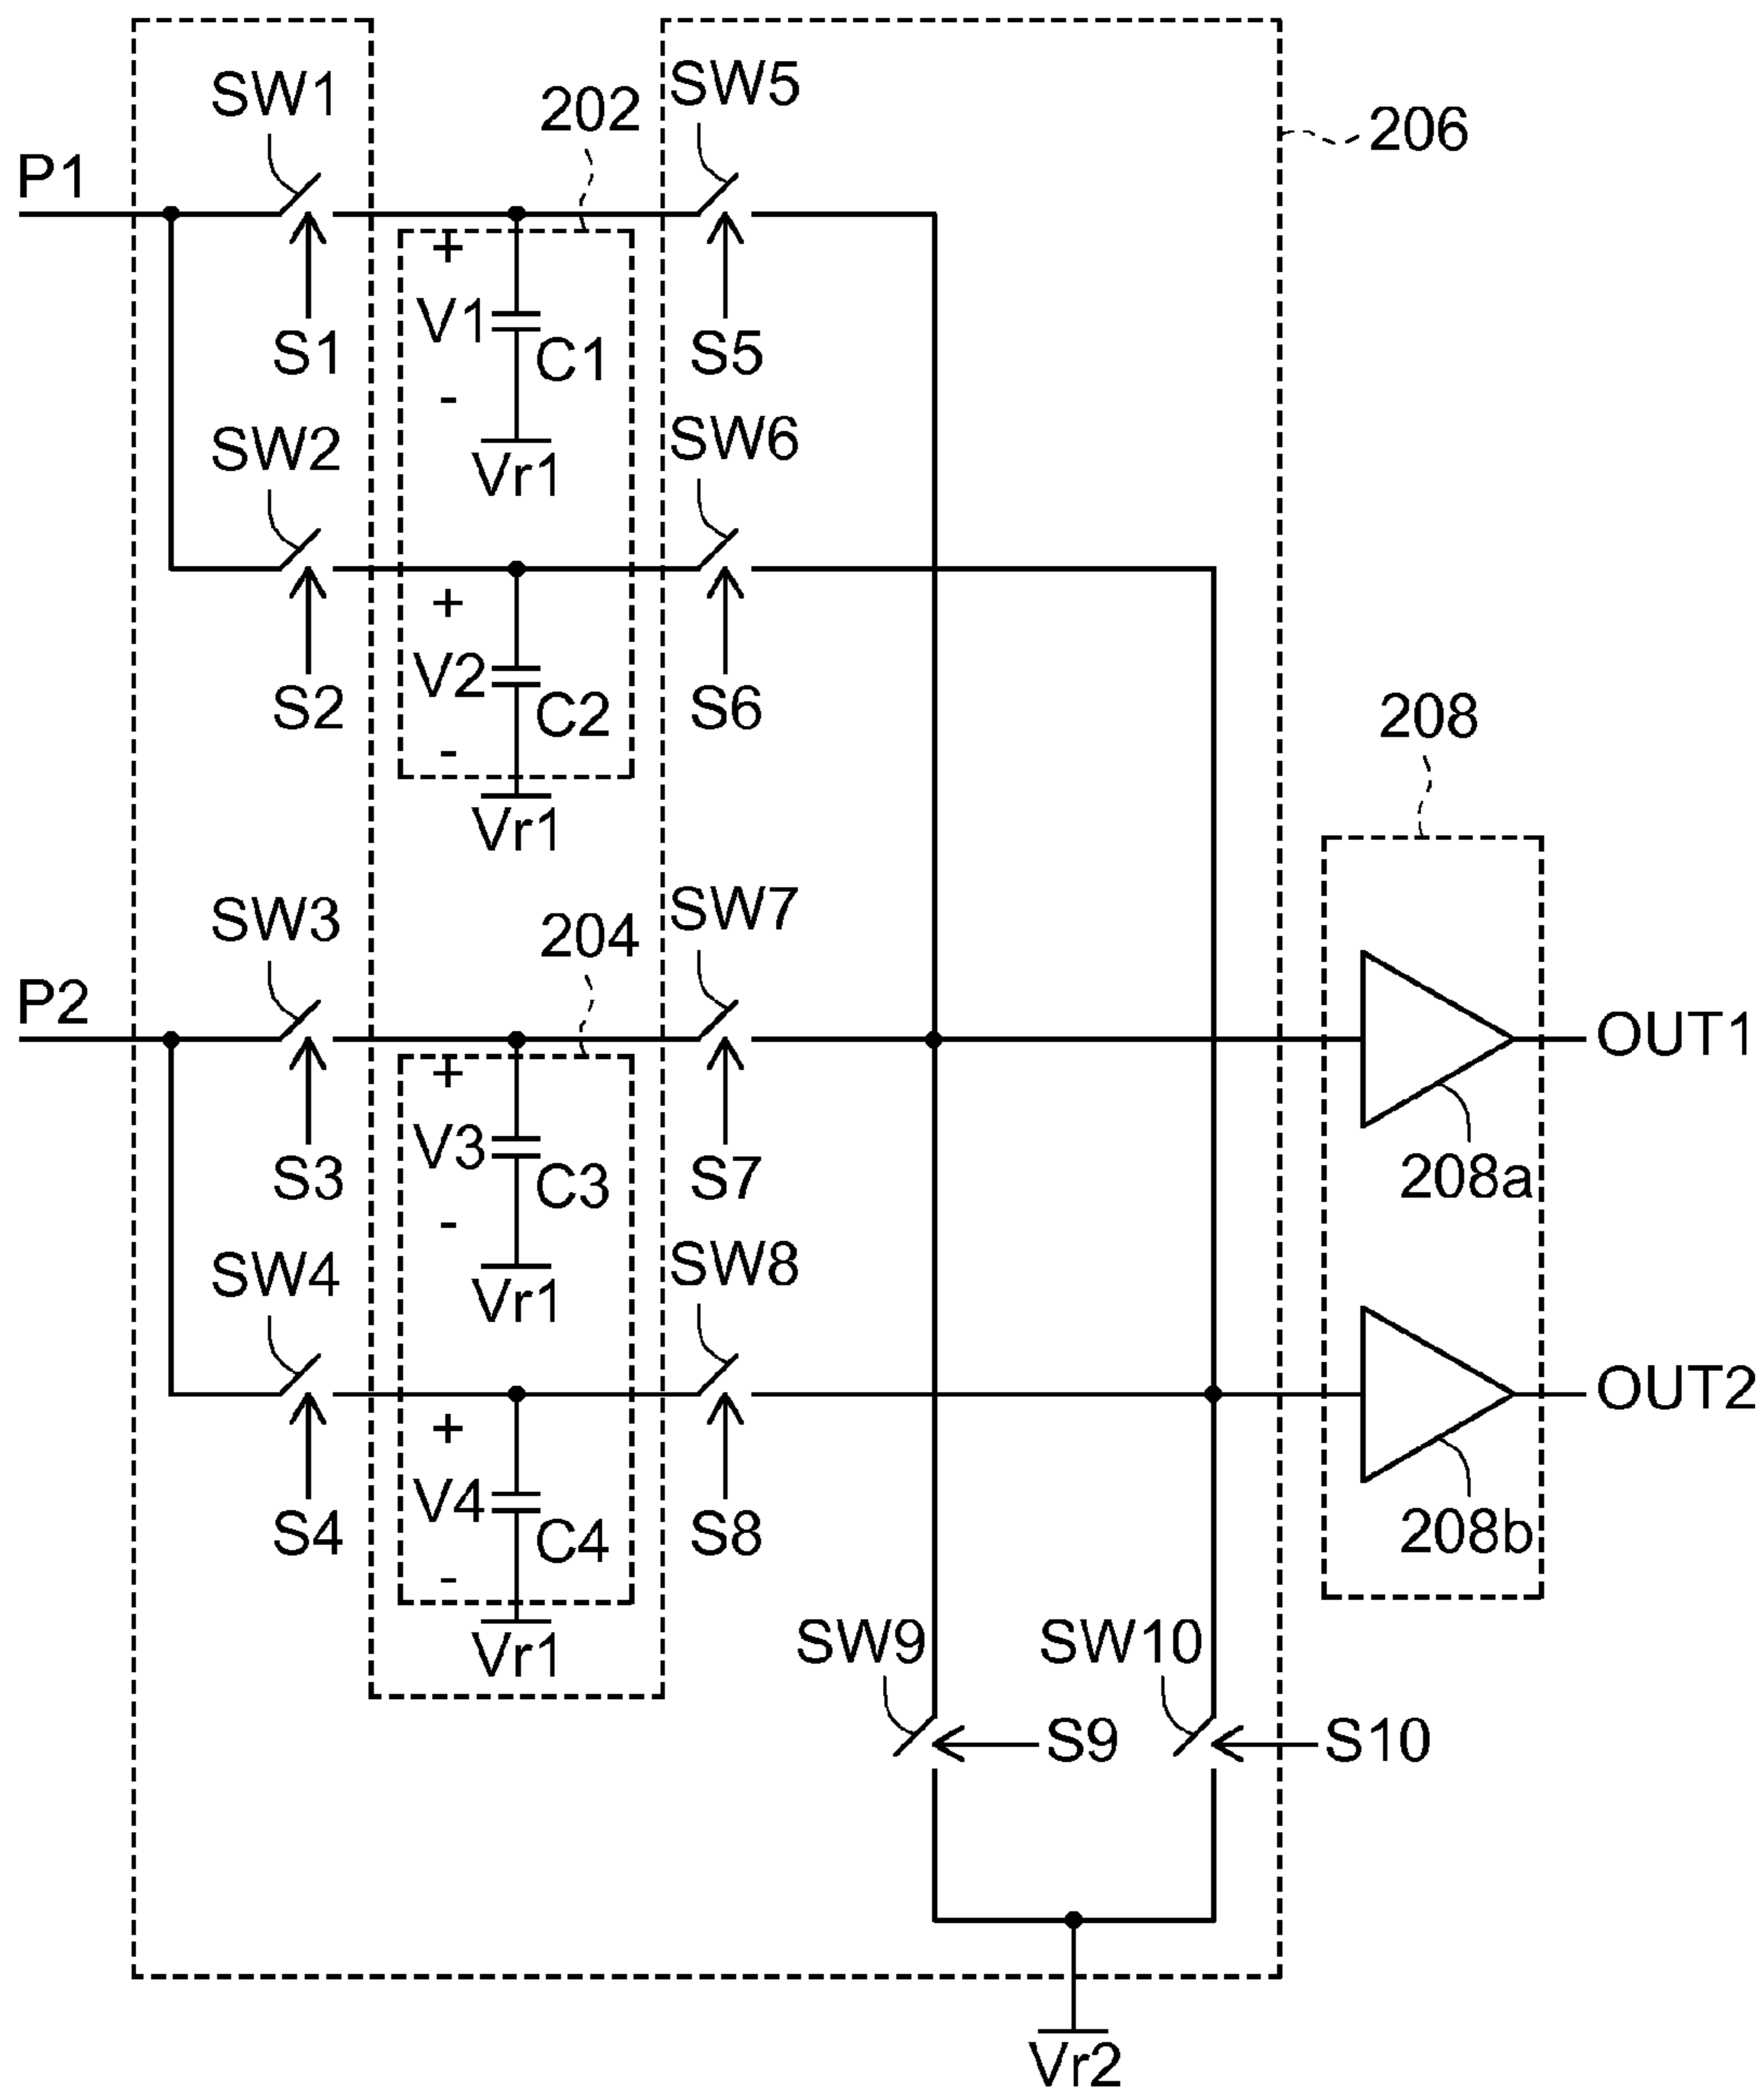 SW1
202
SW5
206
P1
+
V1
C1
-
S1
S5
Vr1
SW2
SW6
+
V2
C2
-
S2
S6
208
Vr1
SW3
204
SW7
P2
OUT1
+
V3
C3
-
208a
S3
S7
Vr1
SW4
SW8
OUT2
+
V4
C4
-
208b
S4
S8
Vr1
SW9
SW10
S9
S10
Vr2